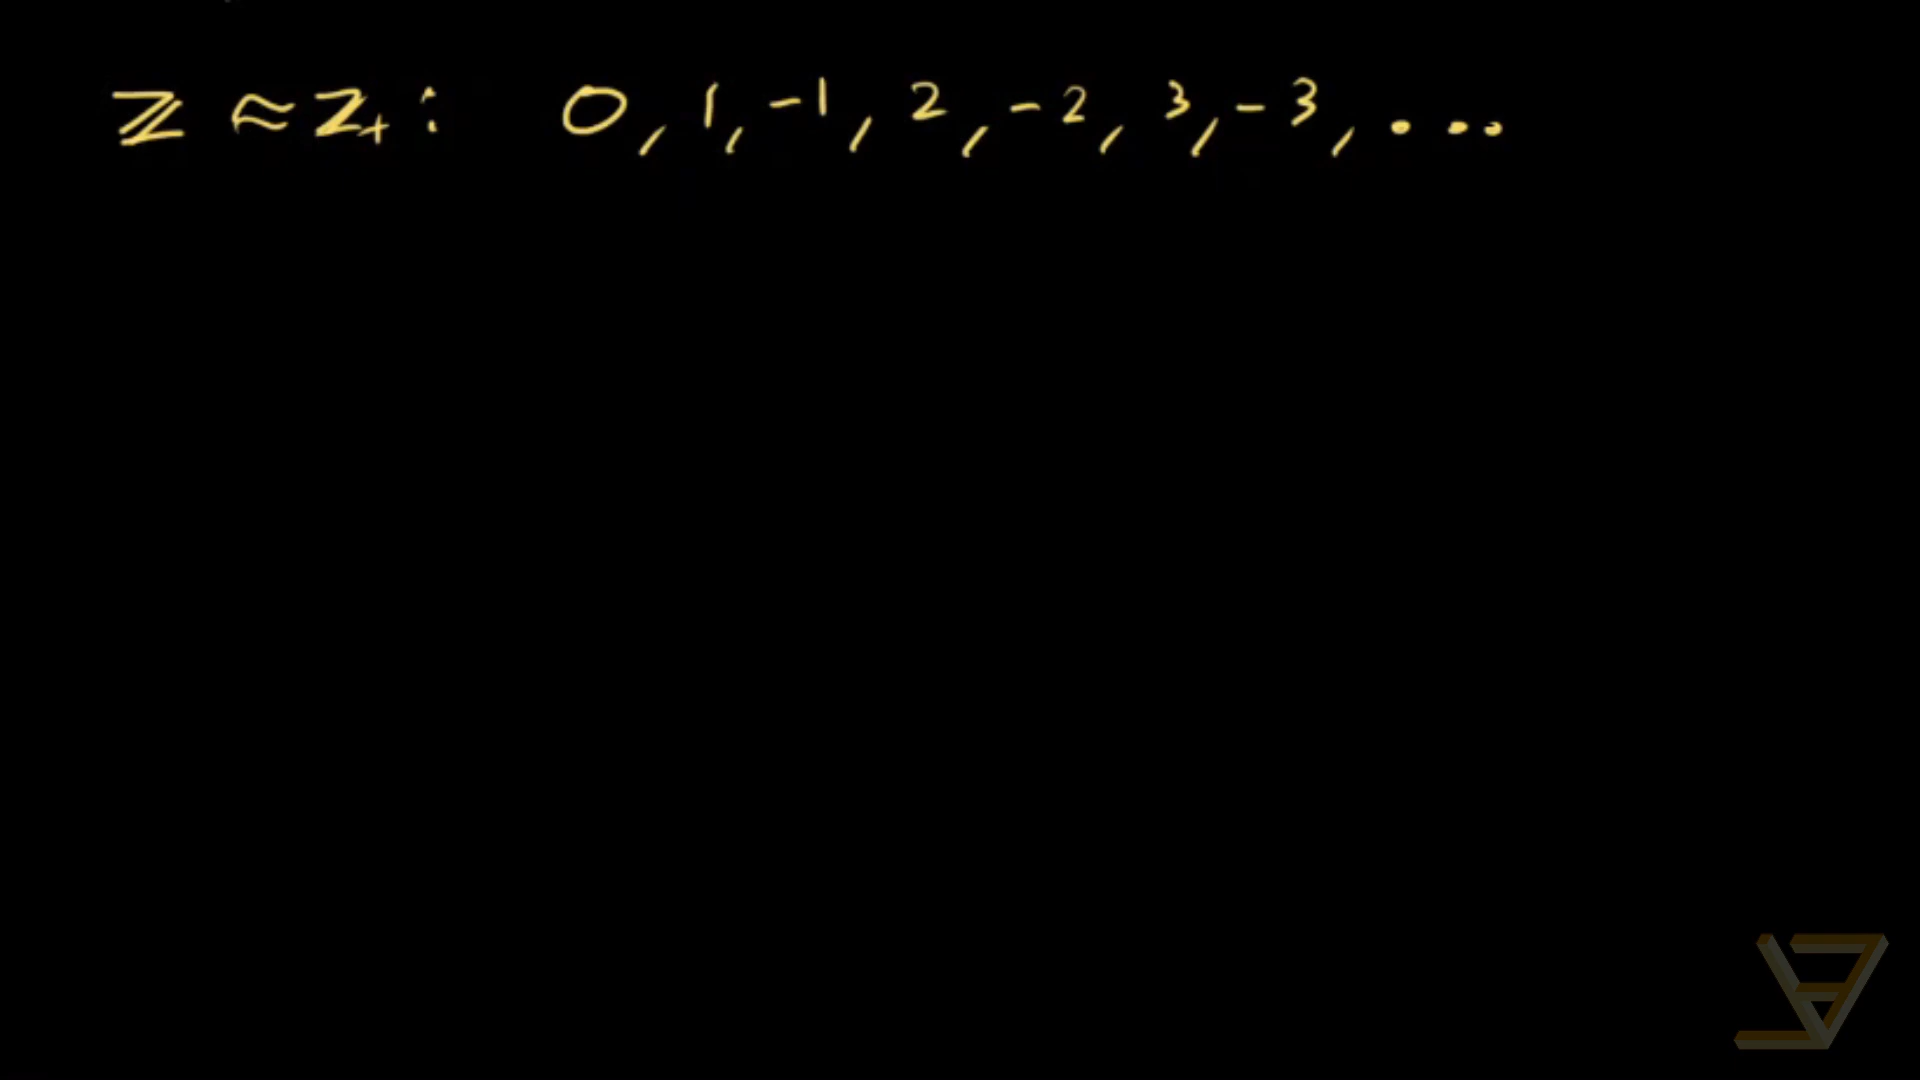 ℤ ≈ ℤ₊ : 0, 1, -1, 2, -2, 3, -3, ...